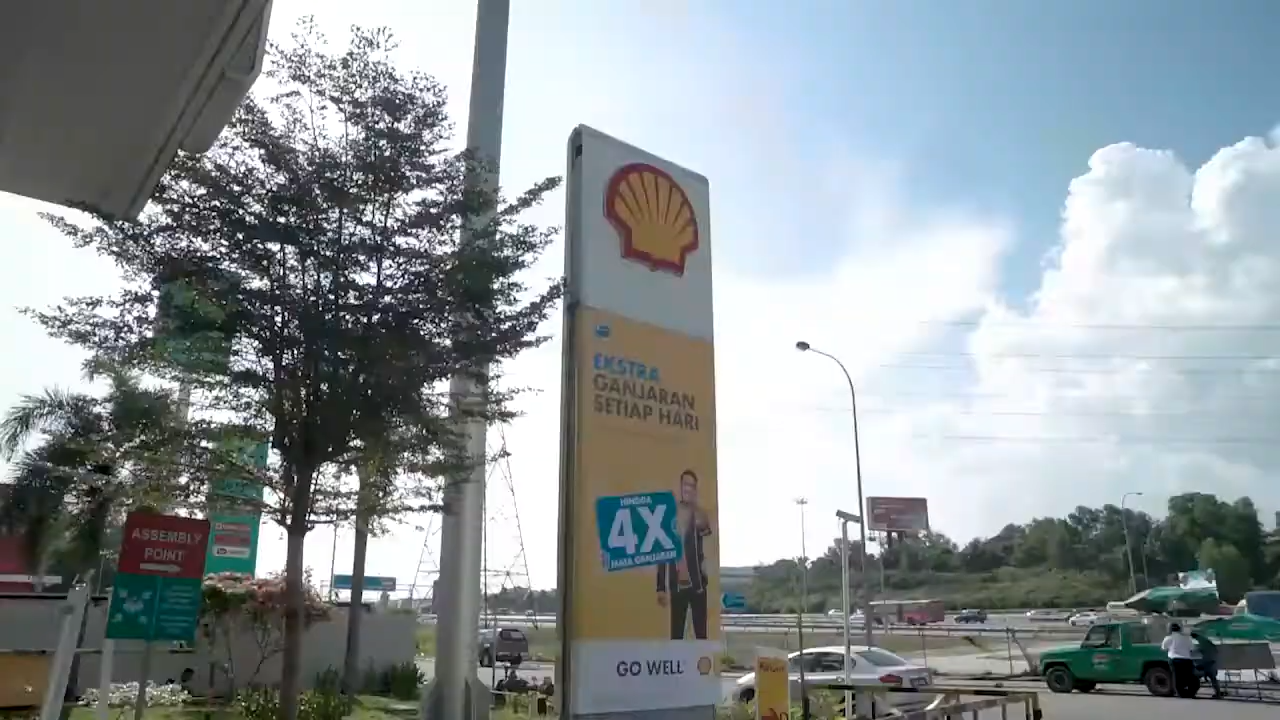 EKSTRA
GANJARAN
SETIAP HARI
HINGGA
4X
MATA GANJARAN
GO WELL
ASSEMBLY
POINT